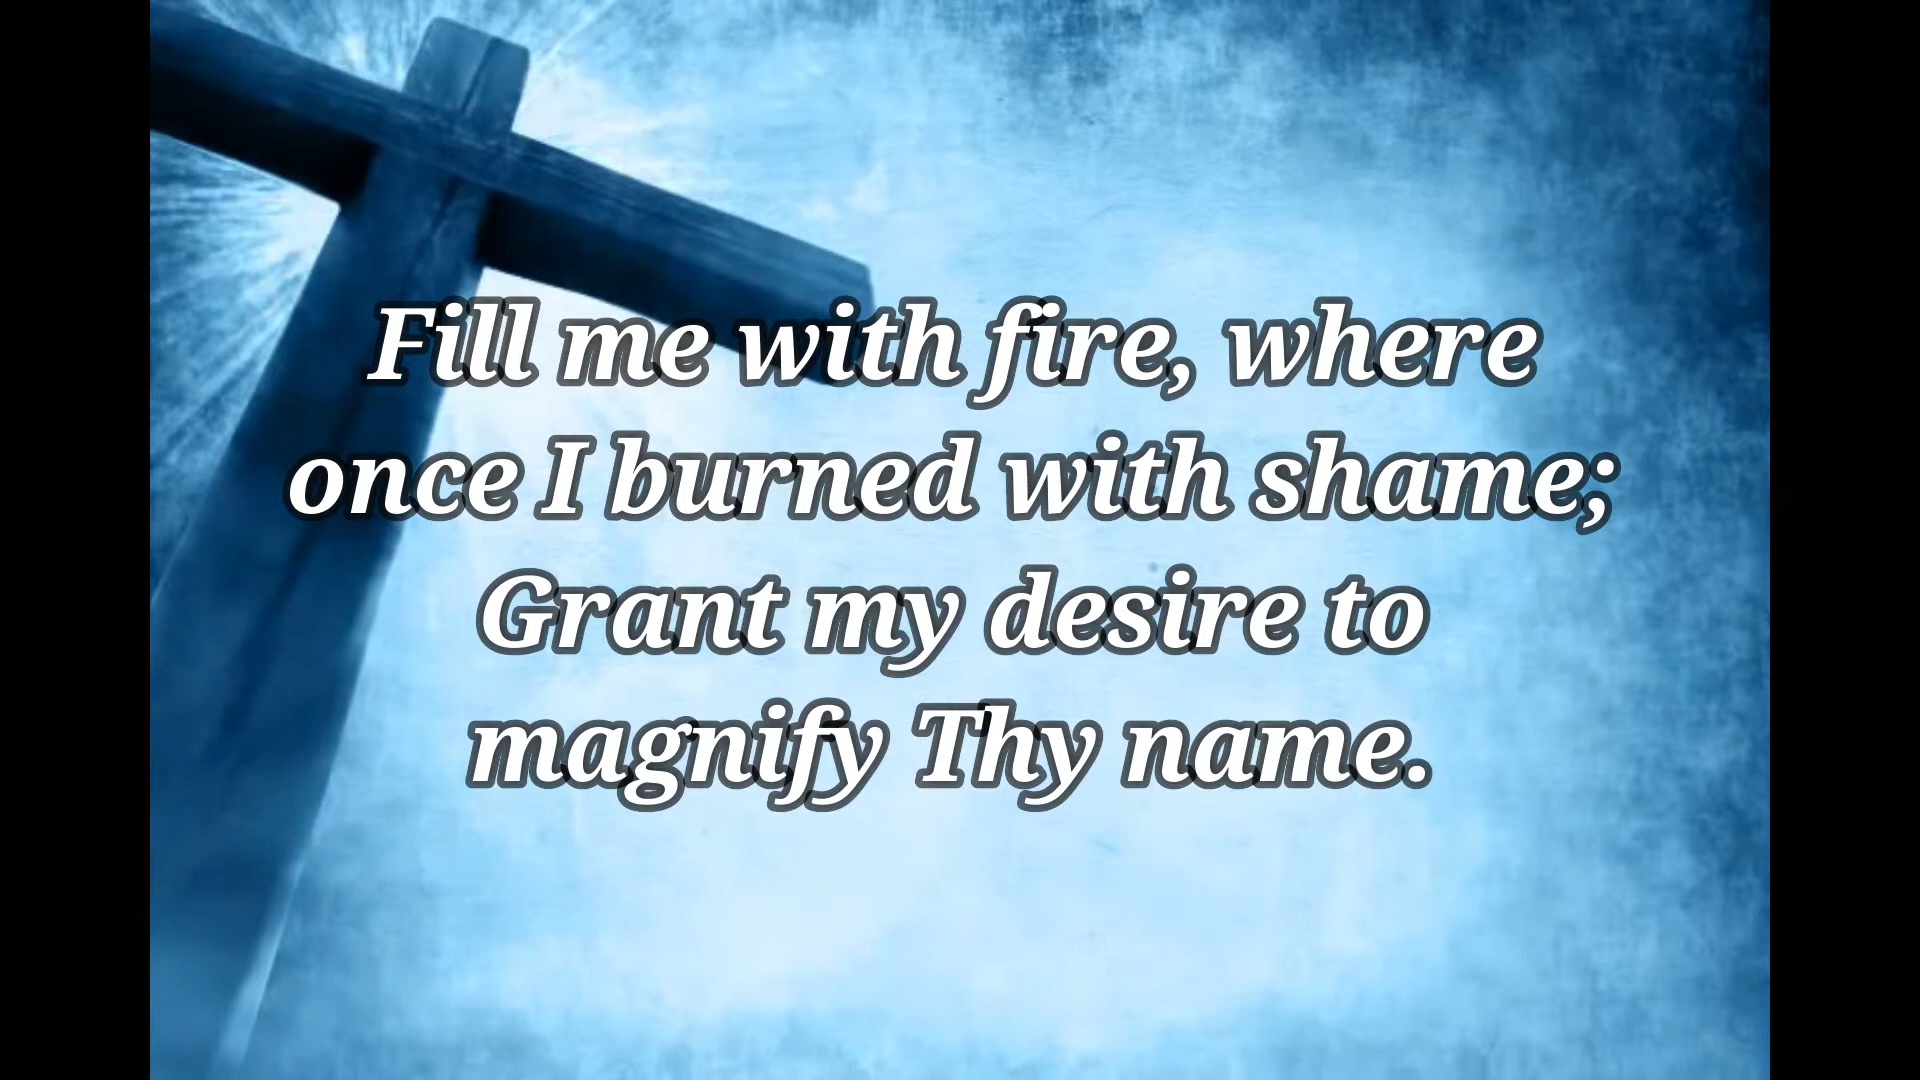 Fill me with fire, where
once I burned with shame;
Grant my desire to
magnify Thy name.